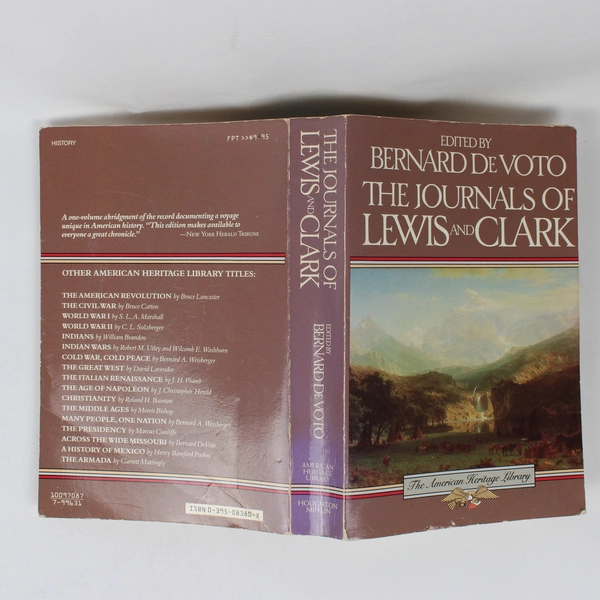 HISTORY
FPT>>$9.95
A one-volume abridgment of the record documenting a voyage
unique in American history. "This edition makes available to
everyone a great chronicle."
—NEW YORK HERALD TRIBUNE
OTHER AMERICAN HERITAGE LIBRARY TITLES:
THE AMERICAN REVOLUTION by Bruce Lancaster
THE CIVIL WAR by Bruce Catton
WORLD WAR I by S. L. A. Marshall
WORLD WAR II by C. L. Sulzberger
INDIANS by William Brandon
INDIAN WARS by Robert M. Utley and Wilcomb E. Washburn
COLD WAR, COLD PEACE by Bernard A. Weisberger
THE GREAT WEST by David Lavender
THE ITALIAN RENAISSANCE by J. H. Plumb
THE AGE OF NAPOLEON by J. Christopher Herold
CHRISTIANITY by Roland H. Bainton
THE MIDDLE AGES by Morris Bishop
MANY PEOPLE, ONE NATION by Bernard A. Weisberger
THE PRESIDENCY by Marcus Cunliffe
ACROSS THE WIDE MISSOURI by Bernard DeVoto
A HISTORY OF MEXICO by Henry Bamford Parkes
THE ARMADA by Garrett Mattingly
10097087
7-99631
ISBN 0-395-08380-X
THE JOURNALS OF
LEWIS AND CLARK
EDITED BY
BERNARD DE VOTO
AMERICAN
HERITAGE
LIBRARY
HOUGHTON
MIFFLIN
EDITED BY
BERNARD DE VOTO
THE JOURNALS OF
LEWIS AND CLARK
The American Heritage Library